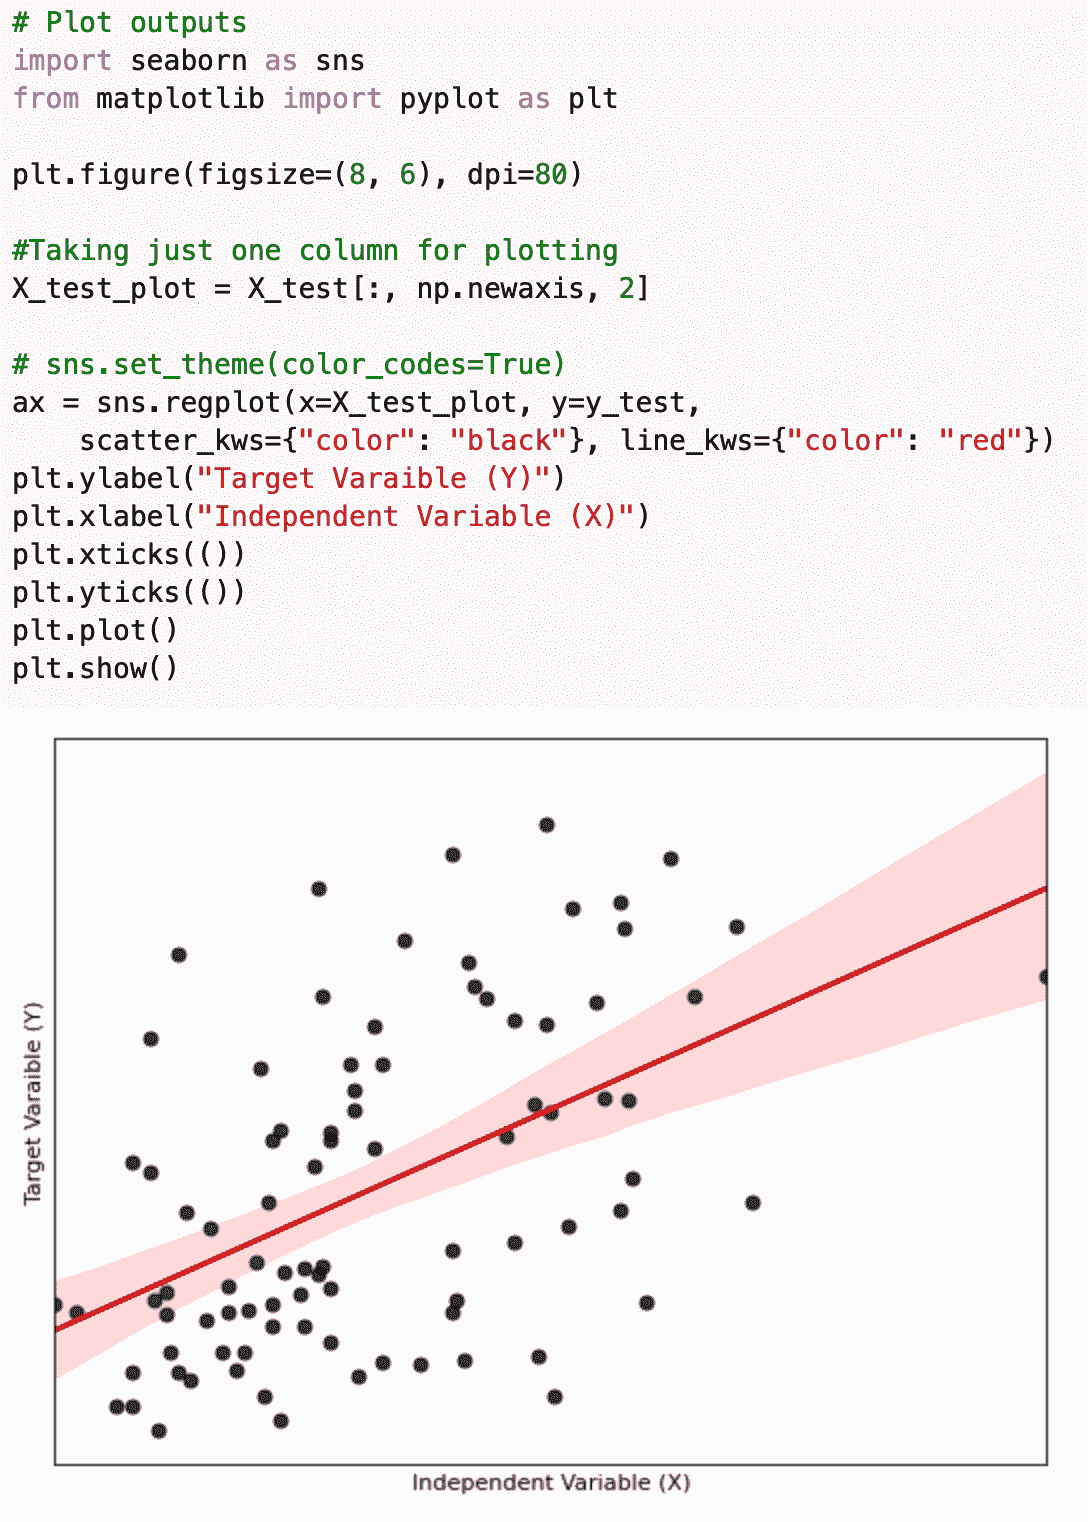 # Plot outputs
import seaborn as sns
from matplotlib import pyplot as plt
plt.figure(figsize=(8, 6), dpi=80)
#Taking just one column for plotting
X_test_plot = X_test[:, np.newaxis, 2]
# sns.set_theme(color_codes=True)
ax = sns.regplot(x=X_test_plot, y=y_test,
    scatter_kws={"color": "black"}, line_kws={"color": "red"})
plt.ylabel("Target Varaible (Y)")
plt.xlabel("Independent Variable (X)")
plt.xticks(())
plt.yticks(())
plt.plot()
plt.show()
Target Varaible (Y)
Independent Variable (X)